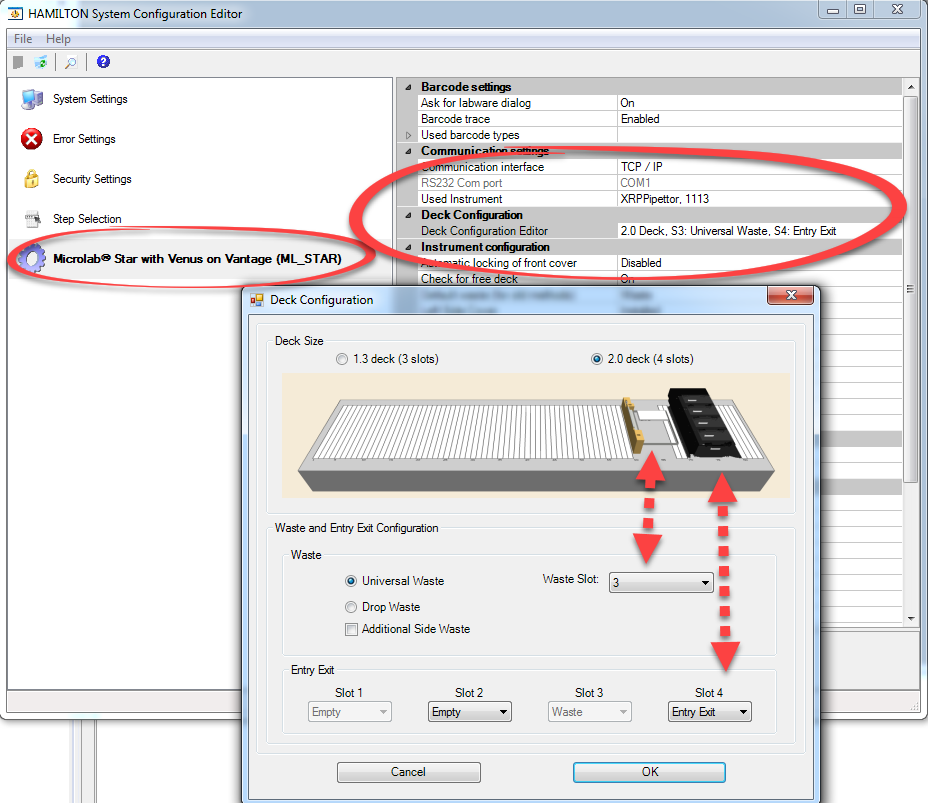 HAMILTON System Configuration Editor
File Help
System Settings
Error Settings
Security Settings
Step Selection
Microlab® Star with Venus on Vantage (ML_STAR)
Barcode settings
Ask for labware dialog On
Barcode trace Enabled
Used barcode types
Communication settings
Communication interface TCP / IP
RS232 Com port COM1
Used Instrument XRPPipettor, 1113
Deck Configuration
Deck Configuration Editor 2.0 Deck, S3: Universal Waste, S4: Entry Exit
Instrument configuration
Automatic locking of front cover Disabled
Check for free deck On
Deck Configuration
Deck Size
1.3 deck (3 slots) 2.0 deck (4 slots)
Waste and Entry Exit Configuration
Waste
Universal Waste Waste Slot: 3
Drop Waste
Additional Side Waste
Entry Exit
Slot 1 Slot 2 Slot 3 Slot 4
Empty Empty Waste Entry Exit
Cancel OK